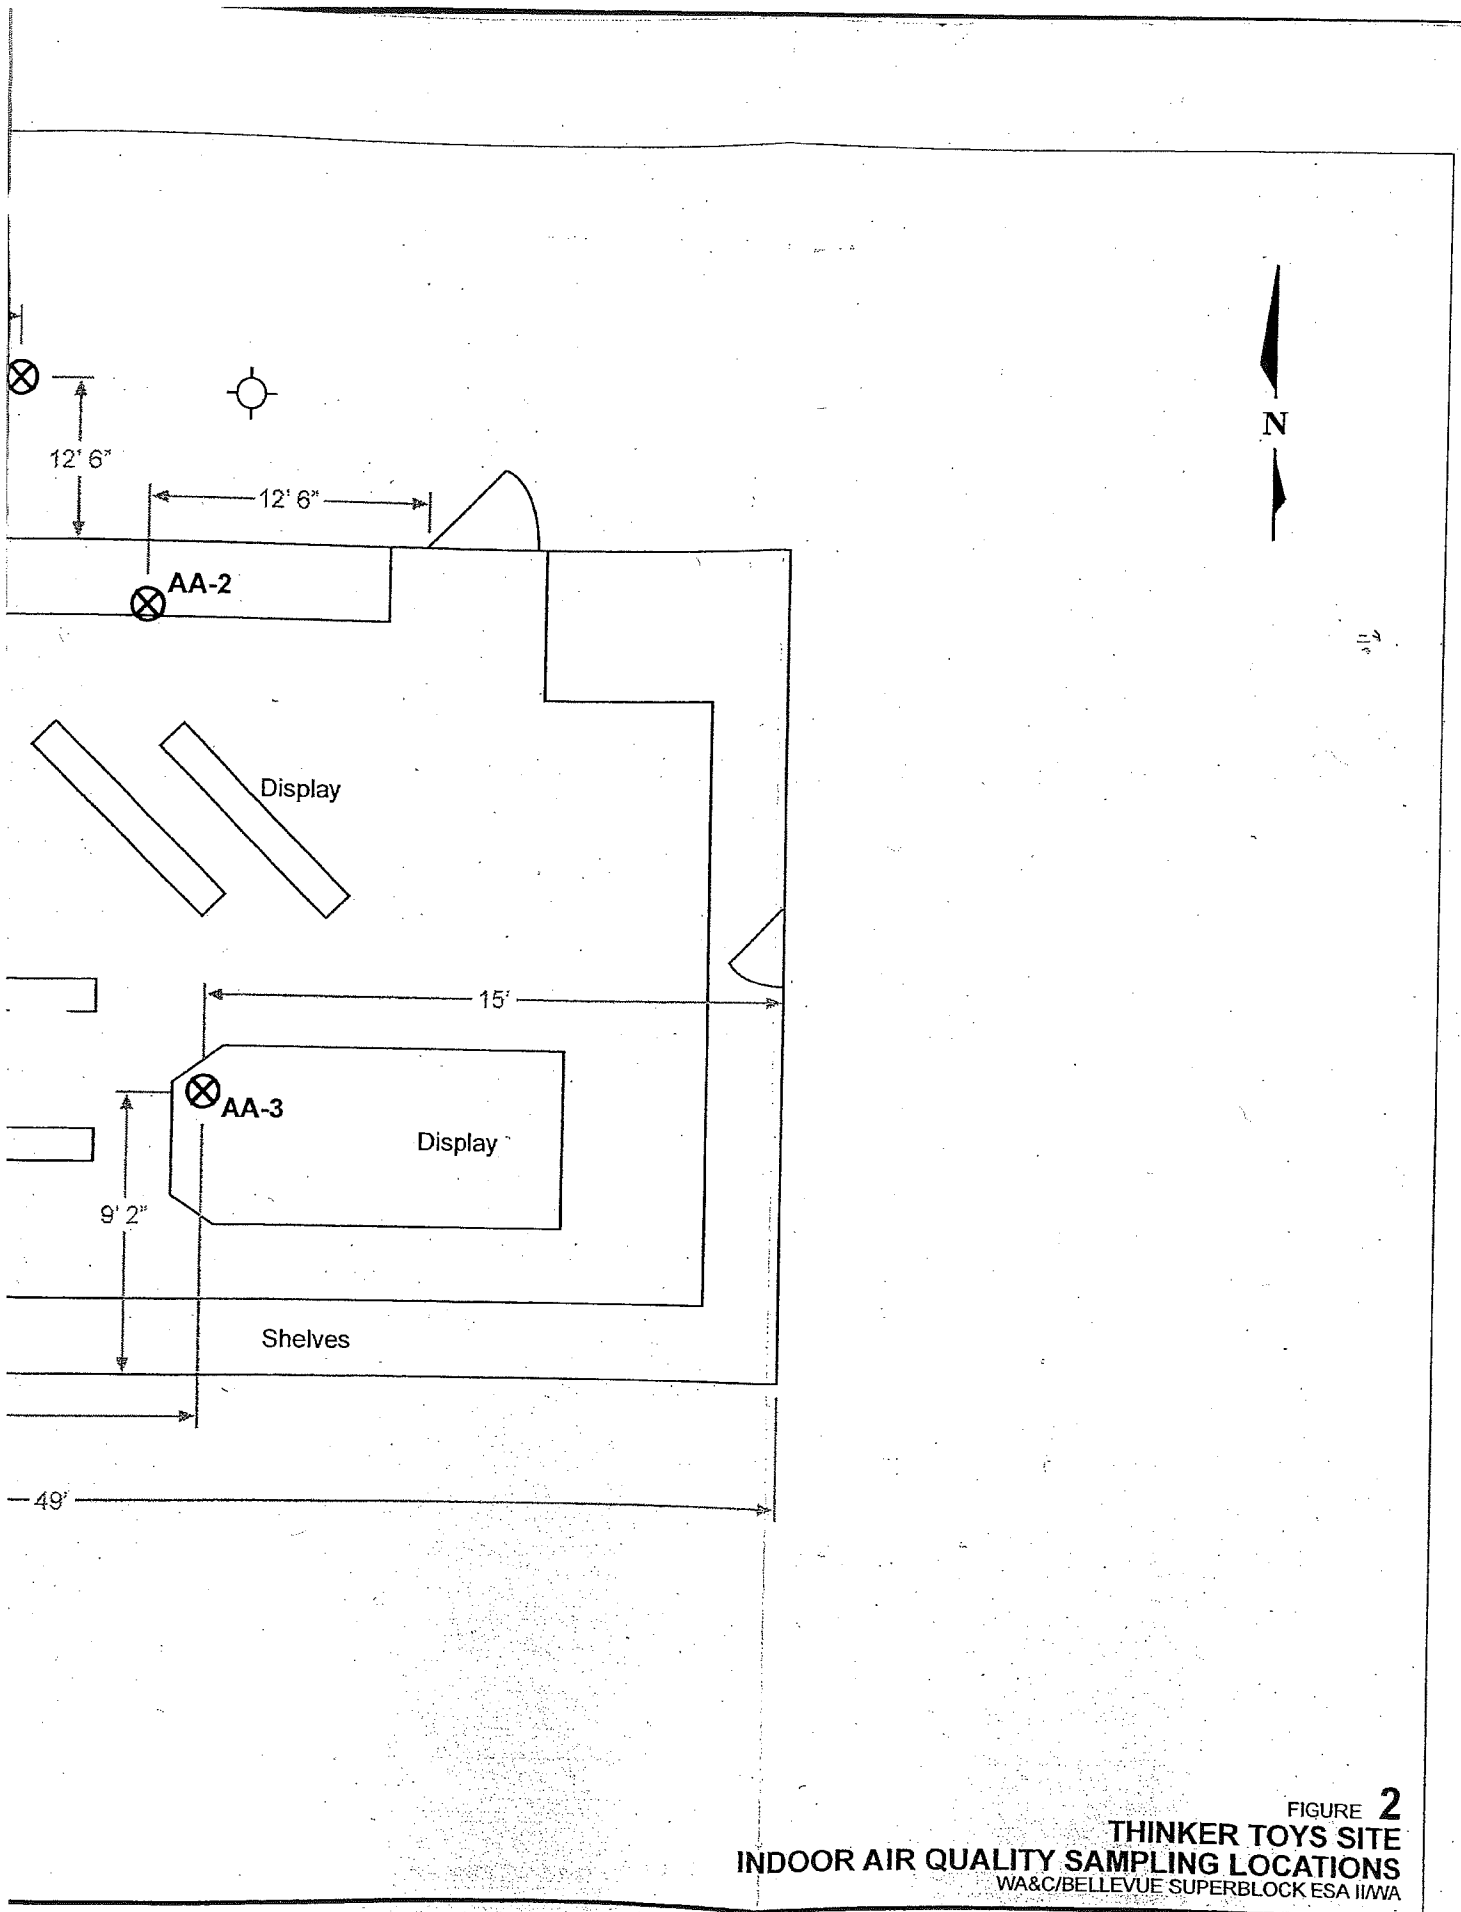 N
12' 6"
12' 6"
AA-2
Display
15'
AA-3
Display
9' 2"
Shelves
49'
FIGURE 2
THINKER TOYS SITE
INDOOR AIR QUALITY SAMPLING LOCATIONS
WA&C/BELLEVUE SUPERBLOCK ESA II/WA